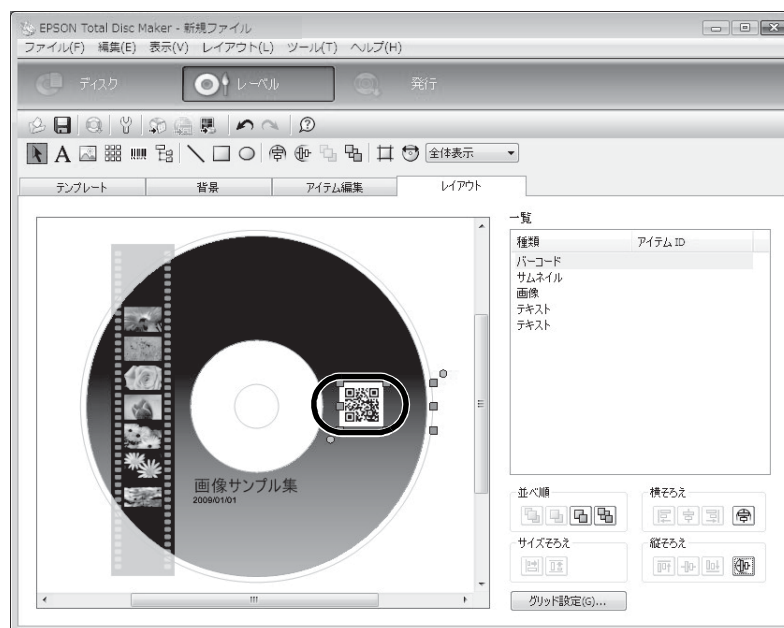 EPSON Total Disc Maker - 新規ファイル
ファイル(F) 編集(E) 表示(V) レイアウト(L) ツール(T) ヘルプ(H)
ディスク レーベル 発行
全体表示
テンプレート 背景 アイテム編集 レイアウト
一覧
種類 アイテム ID
バーコード
サムネイル
画像
テキスト
テキスト
画像サンプル集
2009/01/01
並べ順 横ぞろえ
サイズぞろえ 縦ぞろえ
グリッド設定(G)...